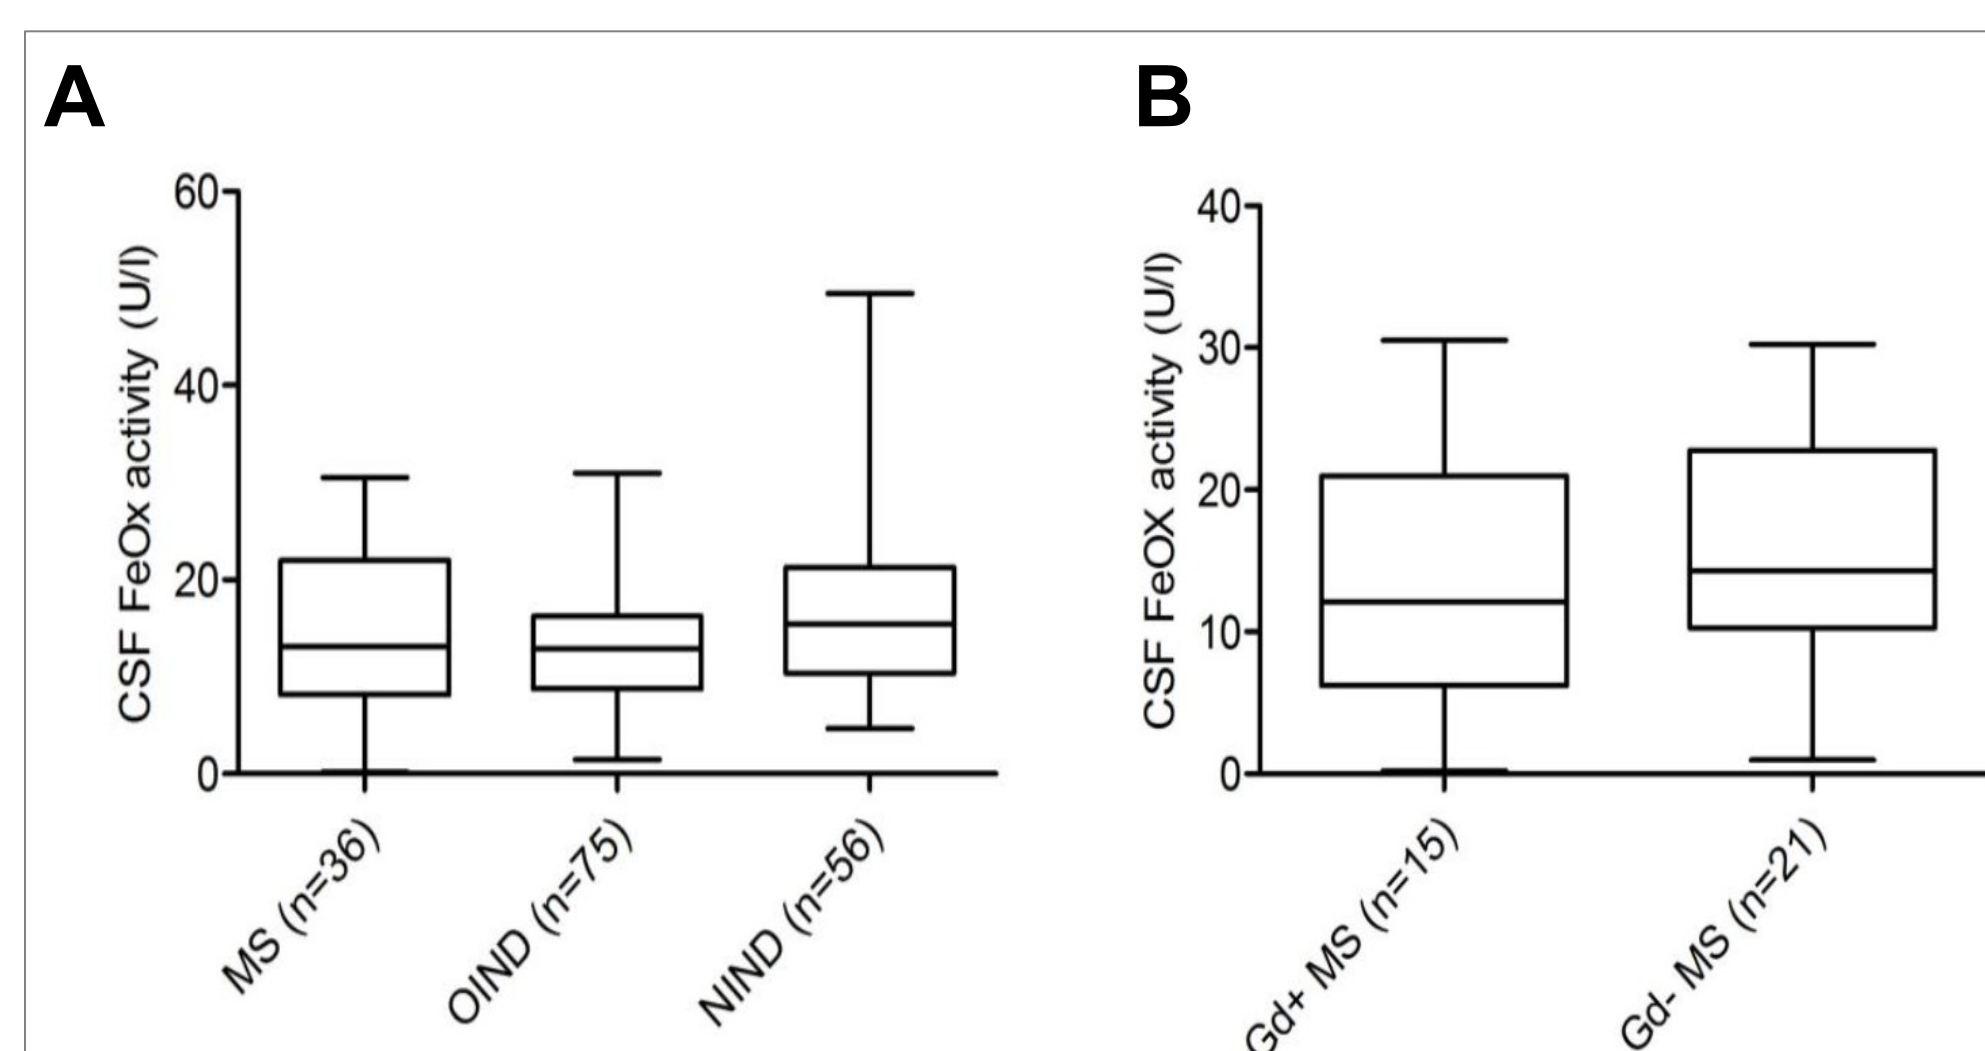 A
60
40
20
0
CSF FeOx activity (U/l)
MS (n=36)
OIND (n=75)
NIND (n=56)
B
40
30
20
10
0
CSF FeOX activity (U/l)
Gd+ MS (n=15)
Gd- MS (n=21)